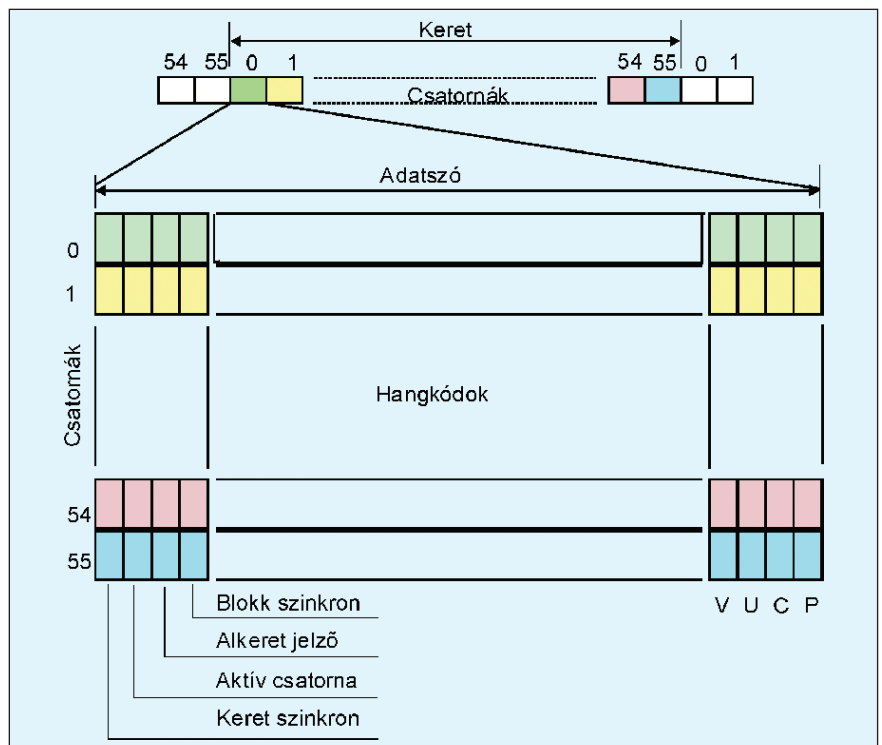 Keret
54 55 0 1 54 55 0 1
Csatornák
Adatszó
0
1
Csatornák
Hangkódok
54
55
V U C P
Blokk szinkron
Alkeret jelző
Aktív csatorna
Keret szinkron